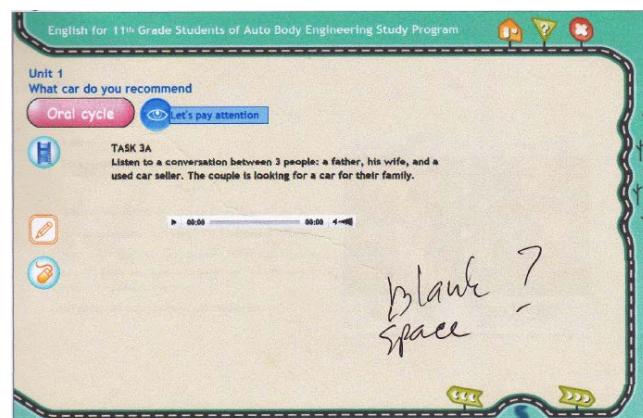 English for 11th Grade Students of Auto Body Engineering Study Program
?
Unit 1
What car do you recommend
Oral cycle
Let's pay attention
TASK 3A
Listen to a conversation between 3 people: a father, his wife, and a
used car seller. The couple is looking for a car for their family.
00:00 00:00
Blank ?
space